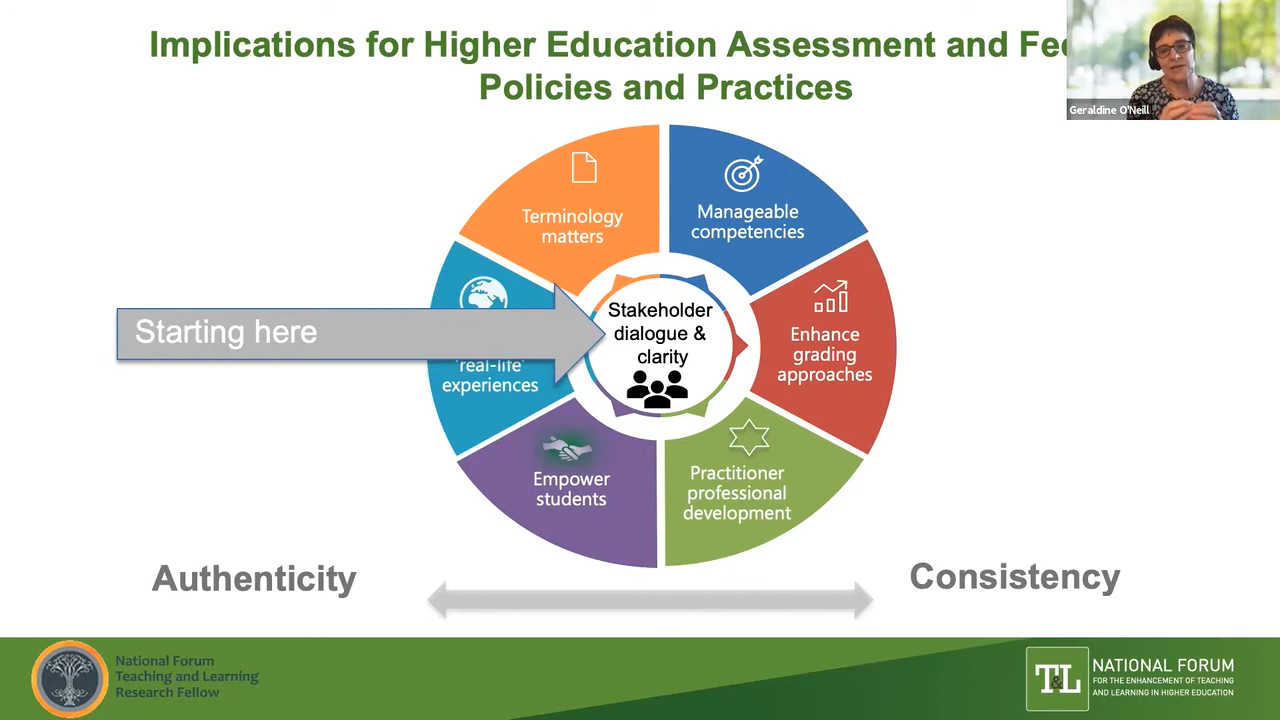 Implications for Higher Education Assessment and
Policies and Practices
Geraldine O'Neill
Terminology
matters
Manageable
competencies
Starting here
Stakeholder
dialogue &
clarity
Enhance
grading
approaches
'real-life'
experiences
Empower
students
Practitioner
professional
development
Authenticity
Consistency
National Forum
Teaching and Learning
Research Fellow
T&L
NATIONAL FORUM
FOR THE ENHANCEMENT OF TEACHING
AND LEARNING IN HIGHER EDUCATION